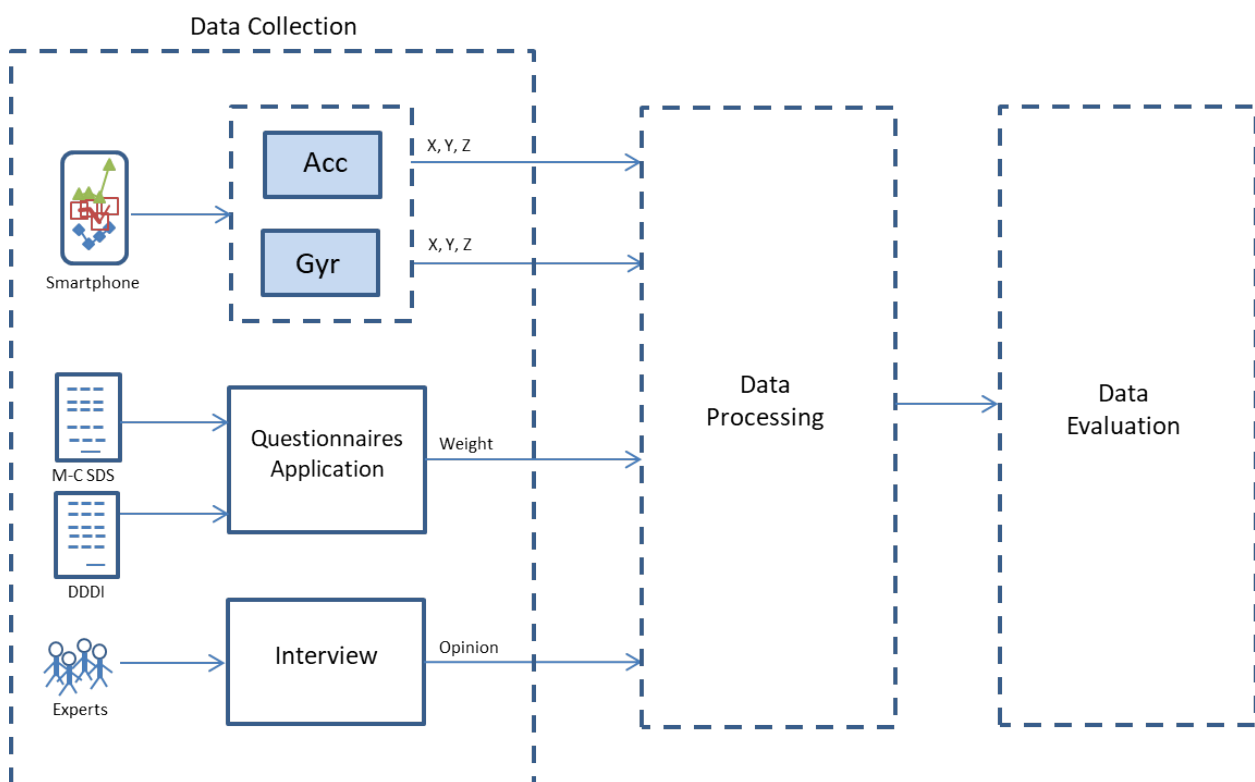 Data Collection
Acc
X, Y, Z
Gyr
X, Y, Z
Smartphone
M-C SDS
Questionnaires
Application
Weight
DDDI
Interview
Opinion
Experts
Data
Processing
Data
Evaluation